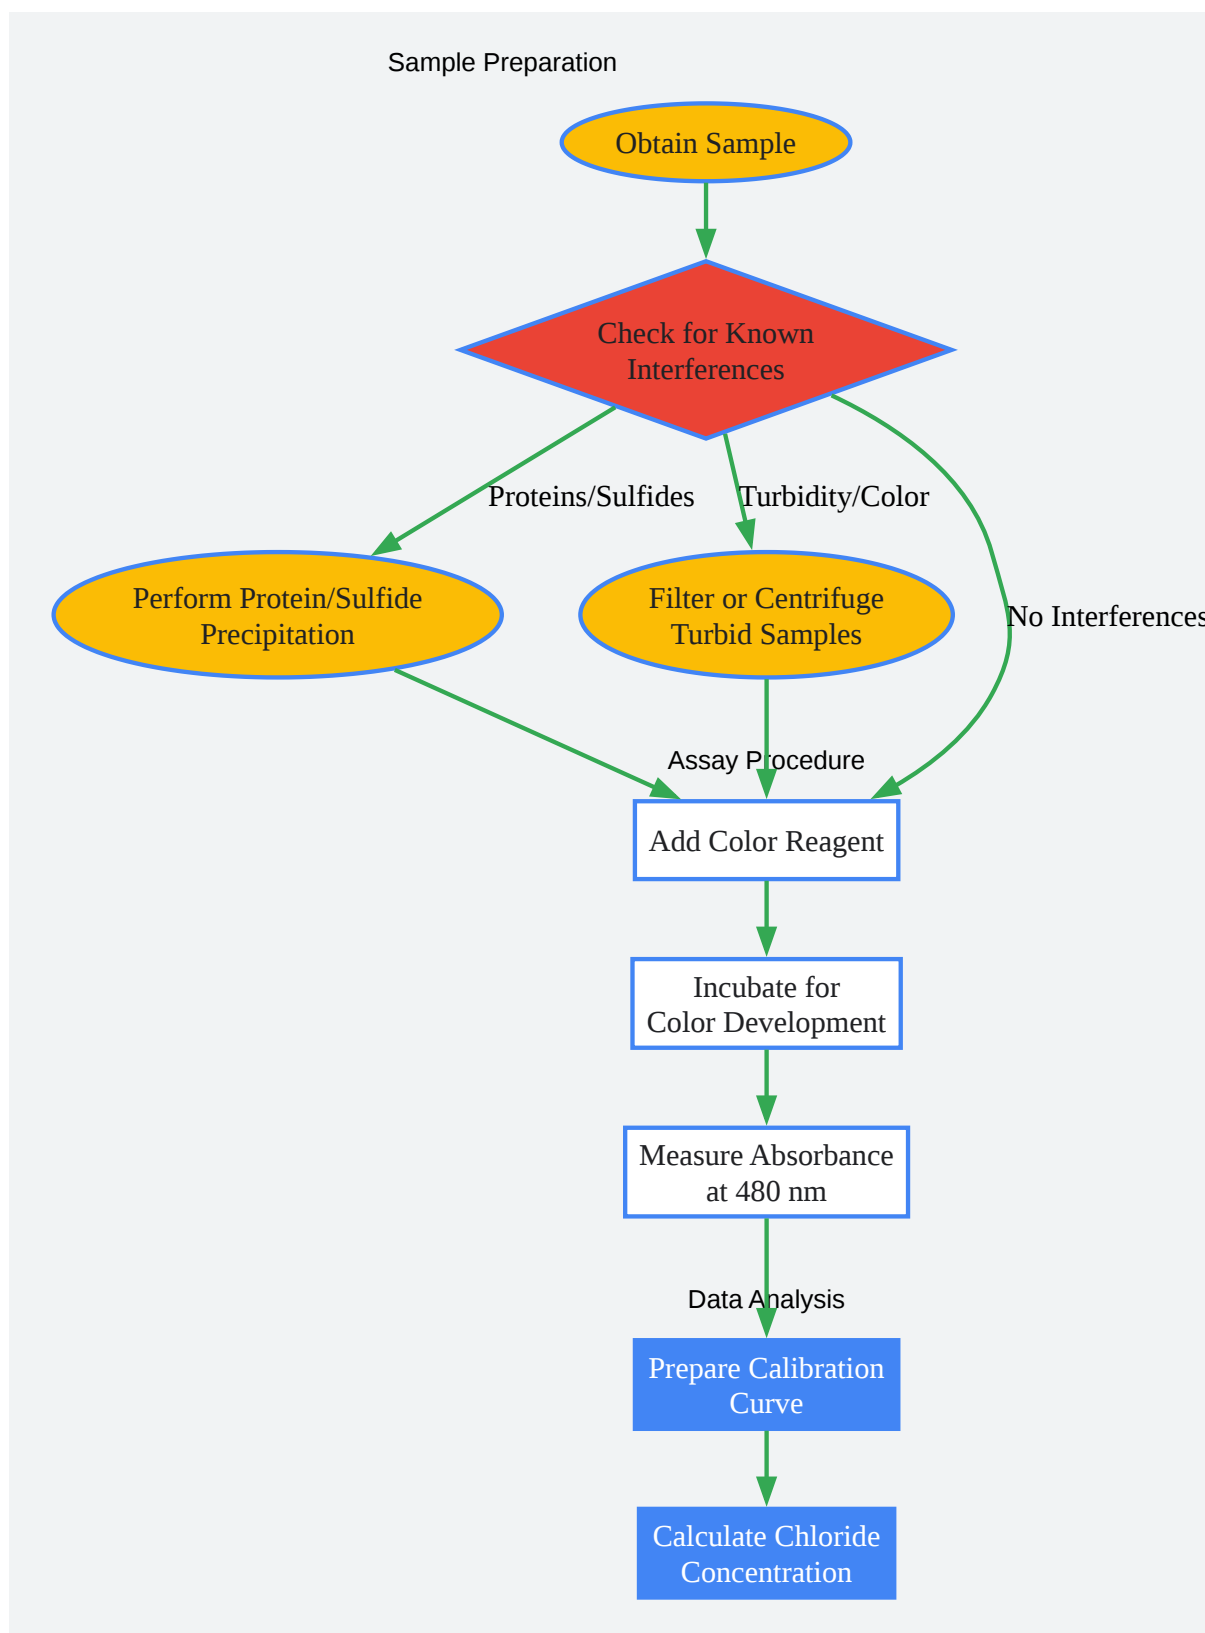 Sample Preparation
Obtain Sample
Check for Known
Interferences
Proteins/Sulfides
Turbidity/Color
Perform Protein/Sulfide
Precipitation
Filter or Centrifuge
Turbid Samples
No Interferences
Assay Procedure
Add Color Reagent
Incubate for
Color Development
Measure Absorbance
at 480 nm
Data Analysis
Prepare Calibration
Curve
Calculate Chloride
Concentration